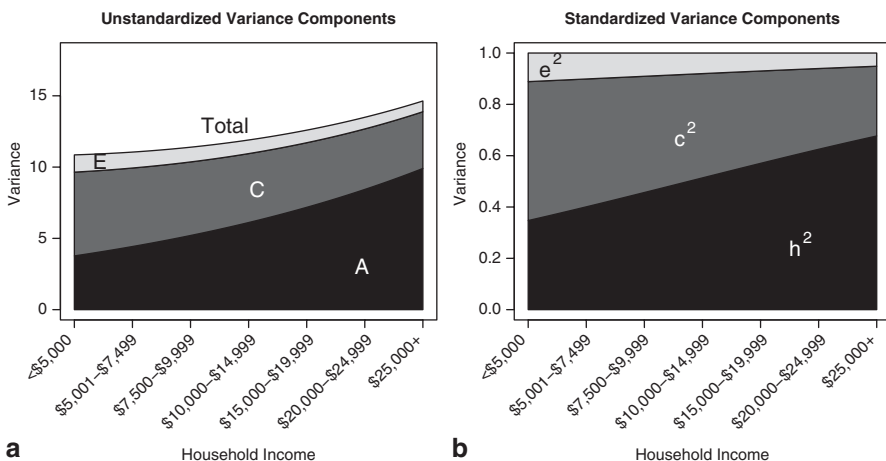 Unstandardized Variance Components
15
10
5
0
Variance
Total
E
C
A
<$5,000
$5,001–$7,499
$7,500–$9,999
$10,000–$14,999
$15,000–$19,999
$20,000–$24,999
$25,000+
a
Household Income
Standardized Variance Components
1.0
0.8
0.6
0.4
0.2
0.0
Variance
e²
c²
h²
<$5,000
$5,001–$7,499
$7,500–$9,999
$10,000–$14,999
$15,000–$19,999
$20,000–$24,999
$25,000+
b
Household Income